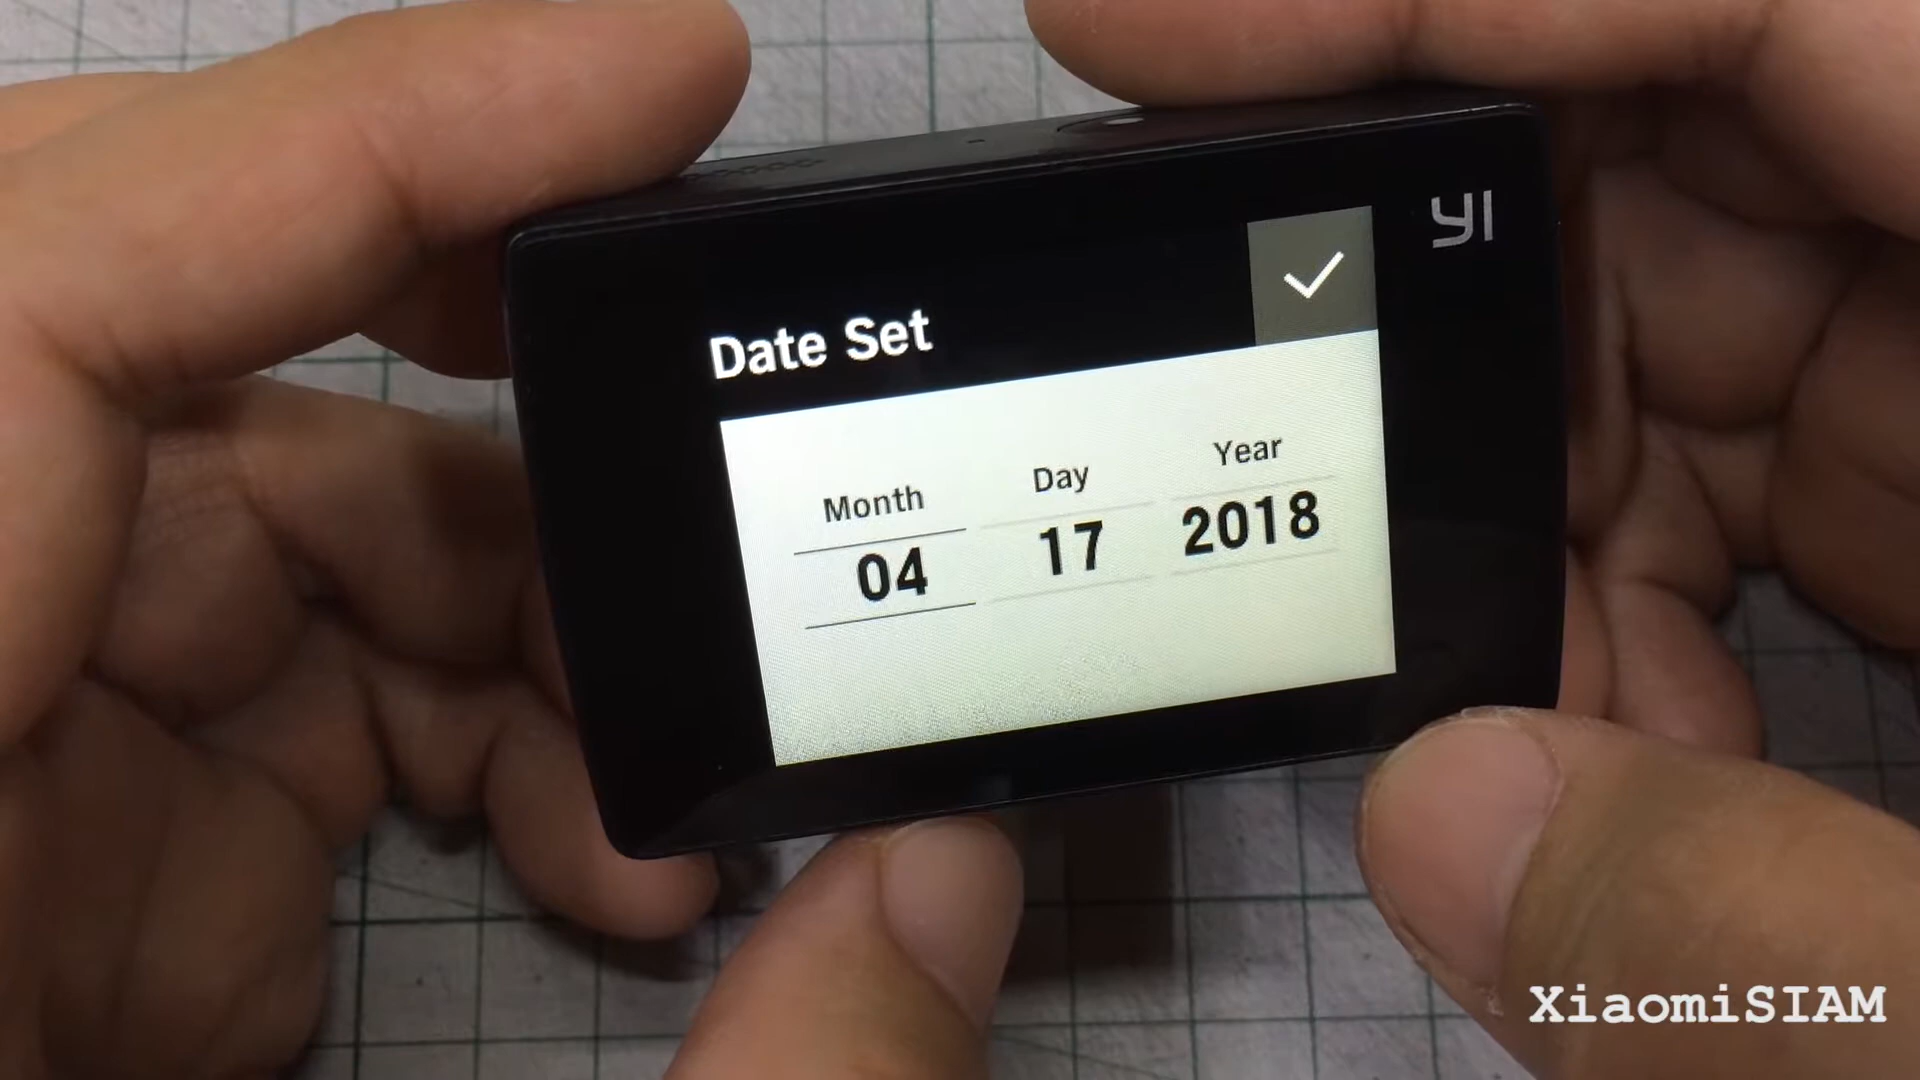 YI
Date Set
Month Day Year
04 17 2018
XiaomiSIAM